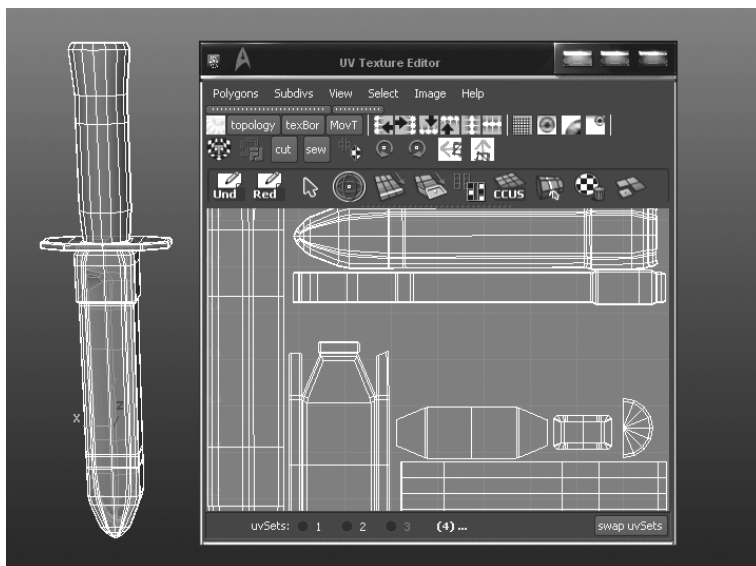 UV Texture Editor
Polygons Subdivs View Select Image Help
topology texBor MovT
cut sew
Und Red CCUS
x z
uvSets: 1 2 3 (4) ... swap uvSets